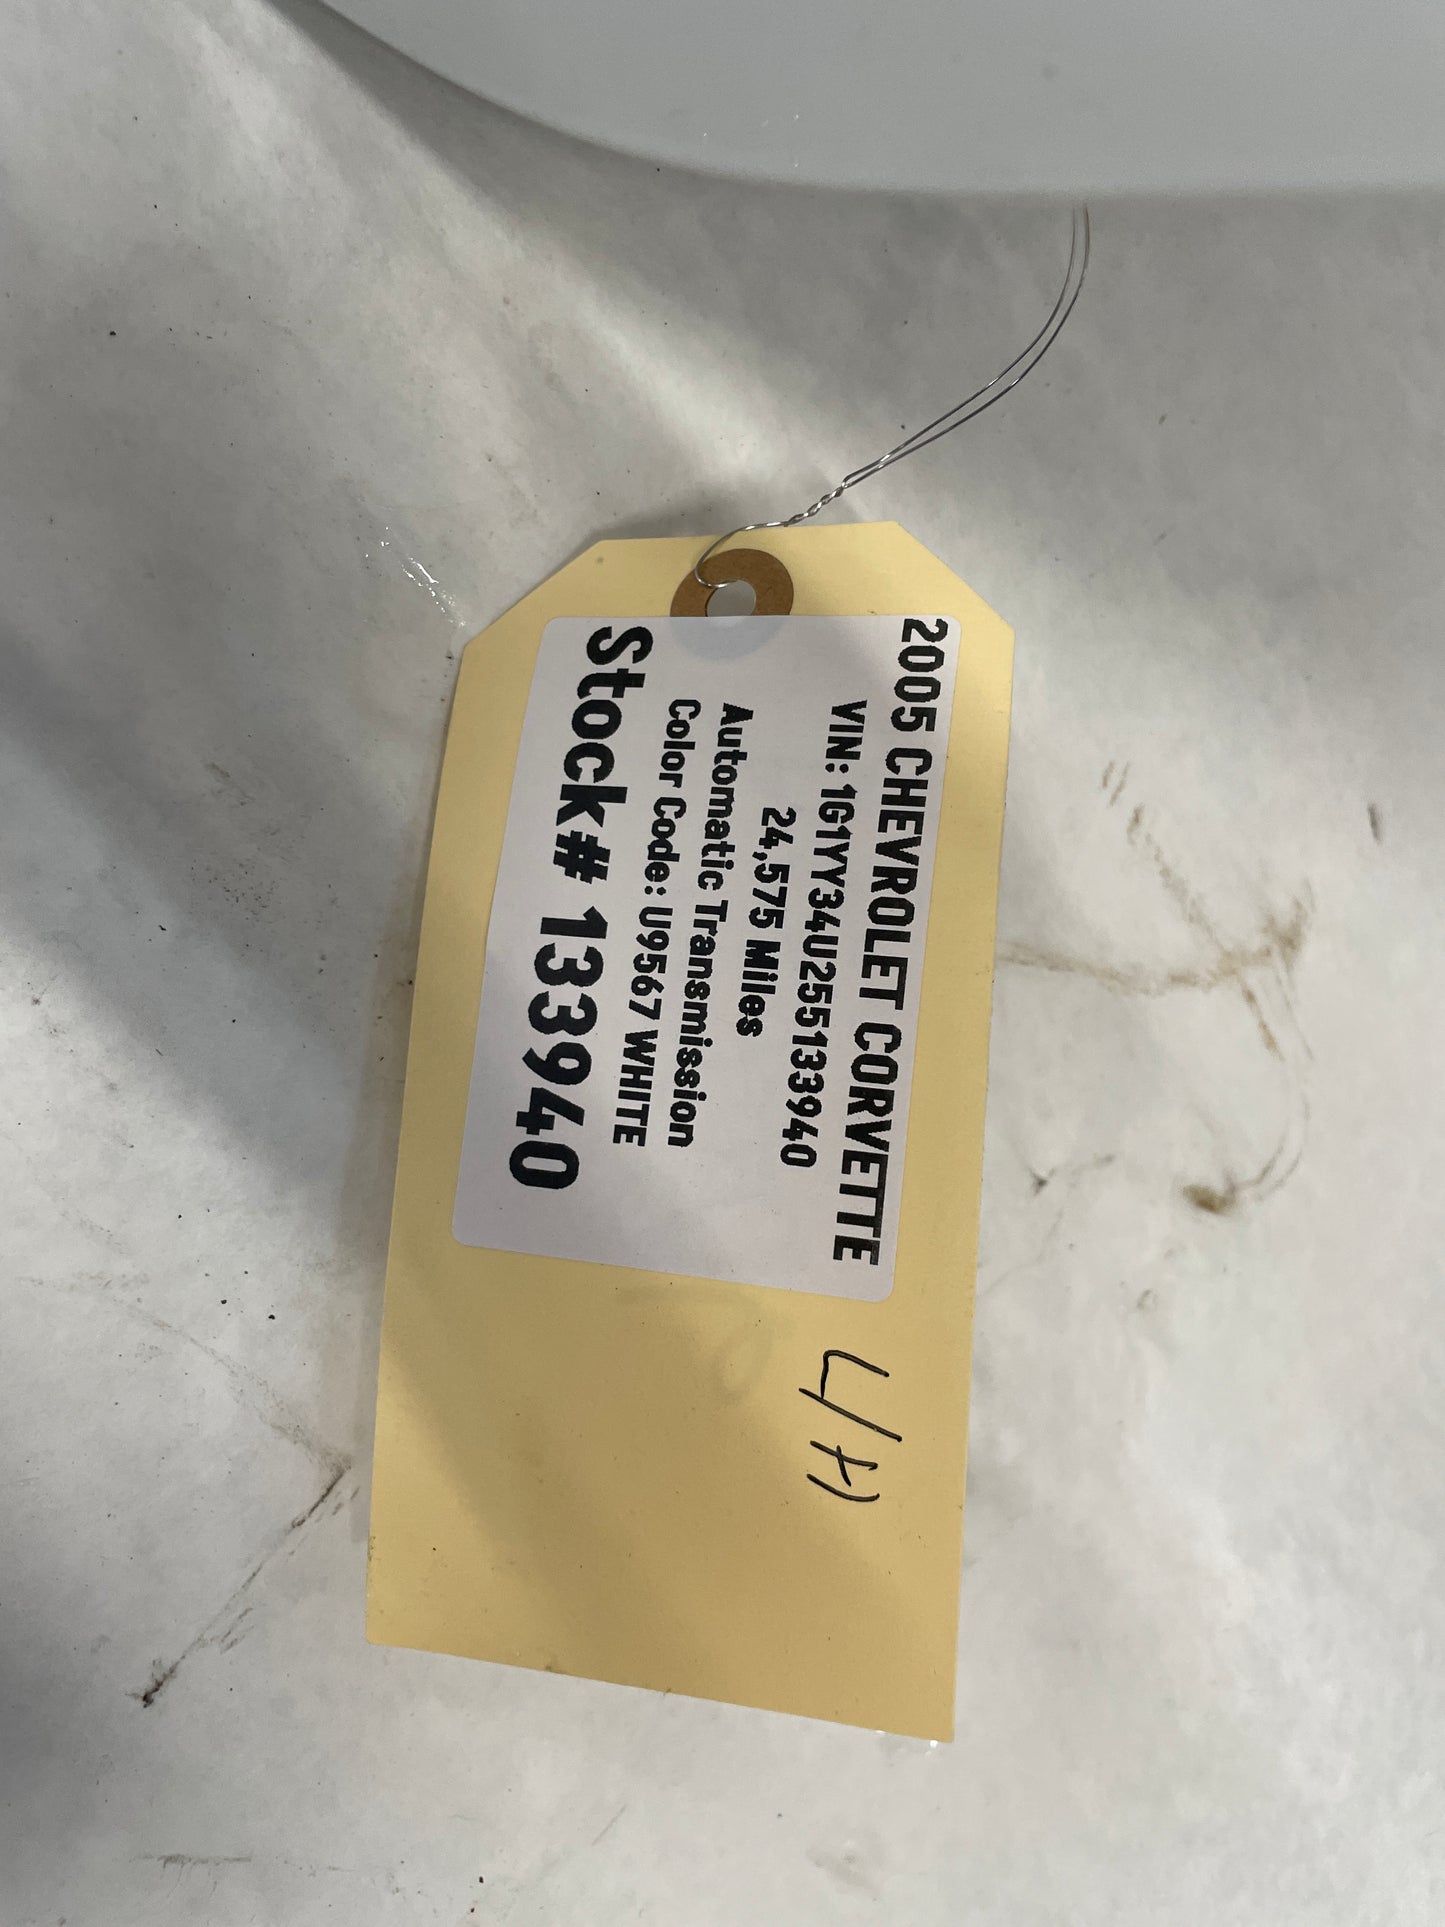 2005 CHEVROLET CORVETTE
VIN: 1G1YY34U255133940
24,575 Miles
Automatic Transmission
Color Code: U9567 WHITE
Stock# 133940
L/H